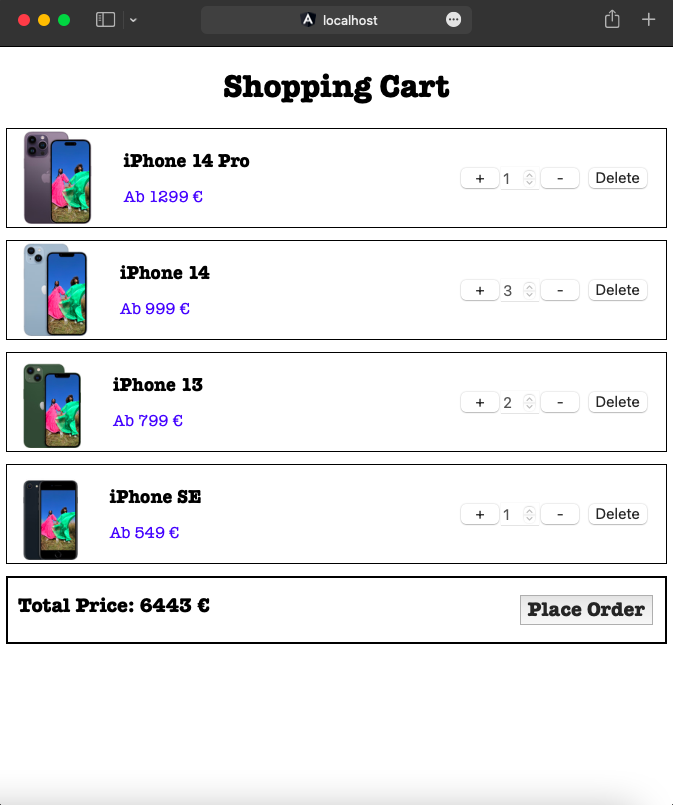 localhost
Shopping Cart
iPhone 14 Pro
Ab 1299 €
+ 1 - Delete
iPhone 14
Ab 999 €
+ 3 - Delete
iPhone 13
Ab 799 €
+ 2 - Delete
iPhone SE
Ab 549 €
+ 1 - Delete
Total Price: 6443 €
Place Order